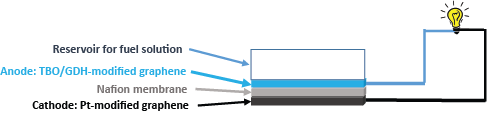 Reservoir for fuel solution
Anode: TBO/GDH-modified graphene
Nafion membrane
Cathode: Pt-modified graphene